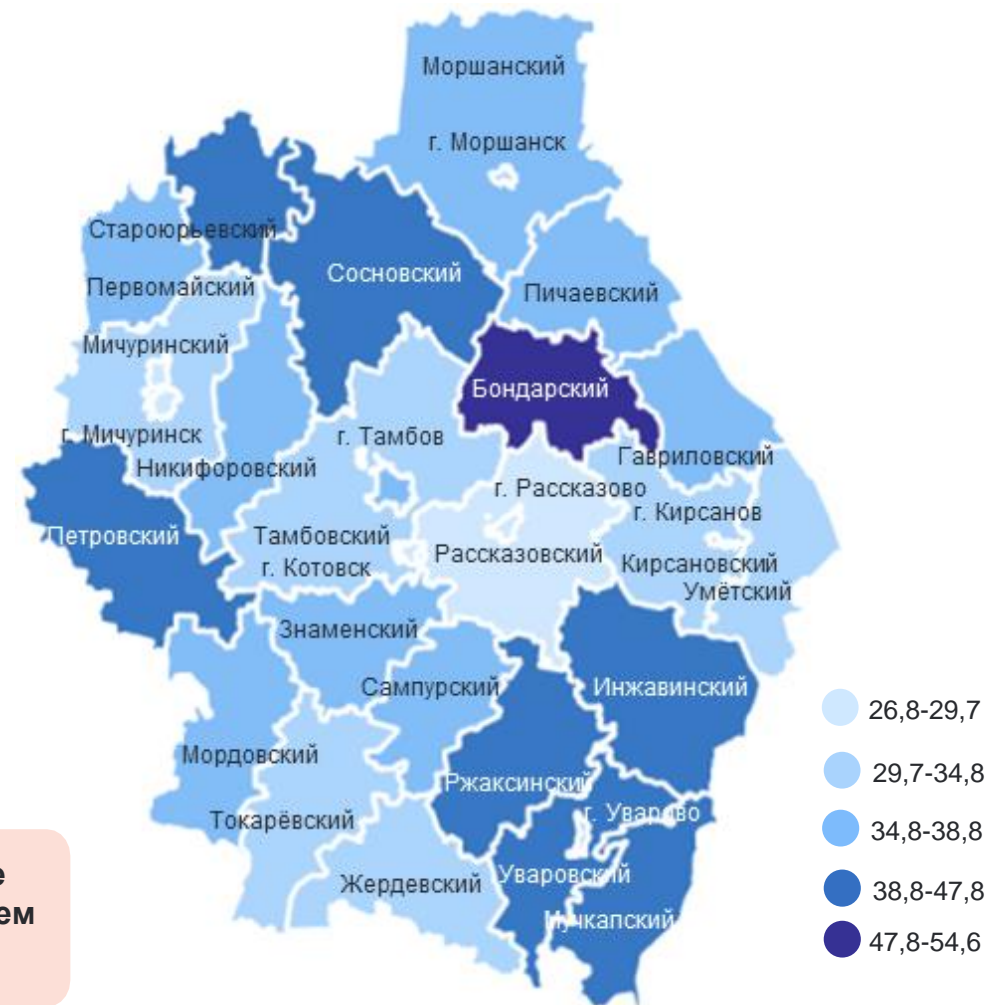 Моршанский
г. Моршанск
Староюрьевский
Сосновский
Первомайский
Пичаевский
Мичуринский
Бондарский
г. Мичуринск
г. Тамбов
Никифоровский
Гавриловский
г. Рассказово
г. Кирсанов
Петровский
Тамбовский
Рассказовский
г. Котовск
Кирсановский
Умётский
Знаменский
Сампурский
Инжавинский
Мордовский
Ржаксинский
Токарёвский
г. Уварово
Жердевский
Уваровский
Мучкапский
26,8-29,7
29,7-34,8
34,8-38,8
38,8-47,8
47,8-54,6
е
ем